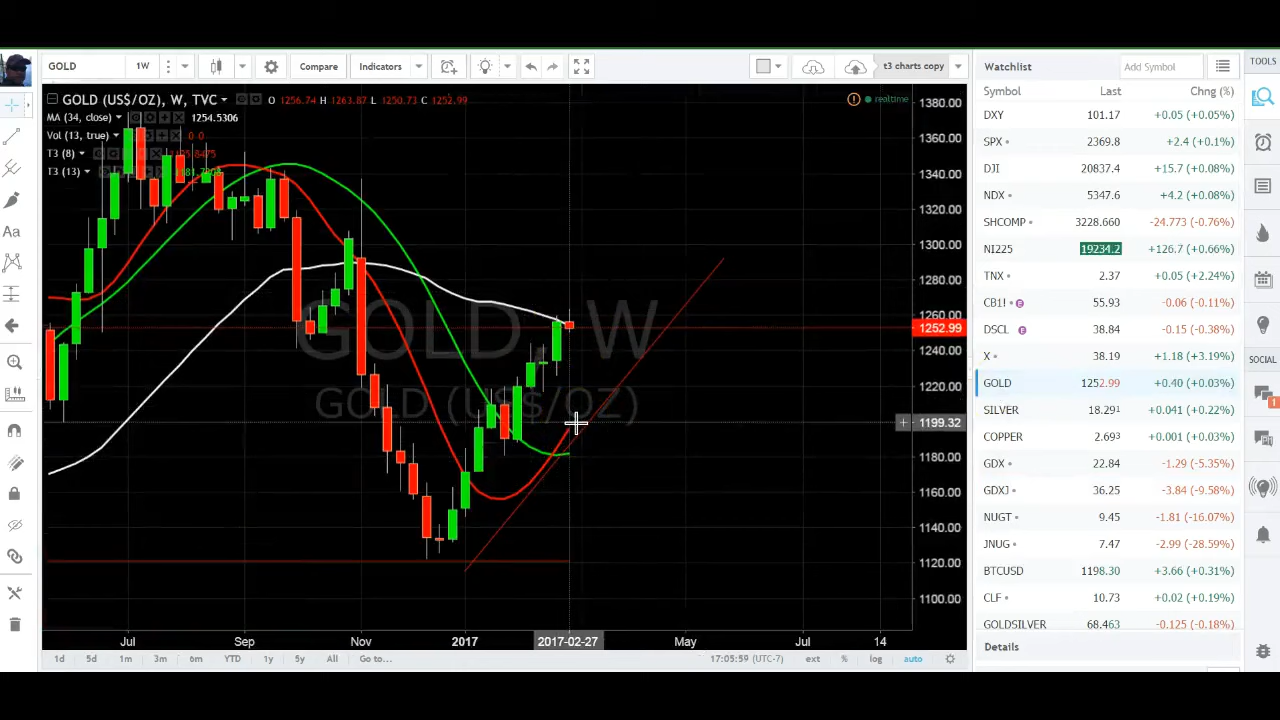 GOLD 1W Compare Indicators t3 charts copy
GOLD (US$/OZ), W, TVC O 1256.74 H 1263.87 L 1250.73 C 1252.99
realtime
MA (34, close) 1254.5306
Vol (13, true) 0 0
T3 (8)
T3 (13)
GOLD, W
GOLD (US$/OZ)
1380.00
1360.00
1340.00
1320.00
1300.00
1280.00
1260.00
1252.99
1240.00
1220.00
1199.32
1180.00
1160.00
1140.00
1120.00
1100.00
Jul Sep Nov 2017 2017-02-27 May Jul 14
1d 5d 1m 3m 6m YTD 1y 5y All Go to... 17:05:59 (UTC-7) ext % log auto
Watchlist Add Symbol
Symbol Last Chng (%)
DXY 101.17 +0.05 (+0.05%)
SPX 2369.8 +2.4 (+0.1%)
DJI 20837.4 +15.7 (+0.08%)
NDX 5347.6 +4.2 (+0.08%)
SHCOMP 3228.660 -24.773 (-0.76%)
NI225 19234.2 +126.7 (+0.66%)
TNX 2.37 +0.05 (+2.24%)
CB1! E 55.93 -0.06 (-0.11%)
DSCL E 38.84 -0.15 (-0.38%)
X 38.19 +1.18 (+3.19%)
GOLD 1252.99 +0.40 (+0.03%)
SILVER 18.291 +0.041 (+0.22%)
COPPER 2.693 +0.001 (+0.03%)
GDX 22.84 -1.29 (-5.35%)
GDXJ 36.25 -3.84 (-9.58%)
NUGT 9.45 -1.81 (-16.07%)
JNUG 7.47 -2.99 (-28.59%)
BTCUSD 1198.30 +3.66 (+0.31%)
CLF 10.73 +0.02 (+0.19%)
GOLDSILVER 68.463 -0.125 (-0.18%)
Details
TOOLS
SOCIAL
1
Aa